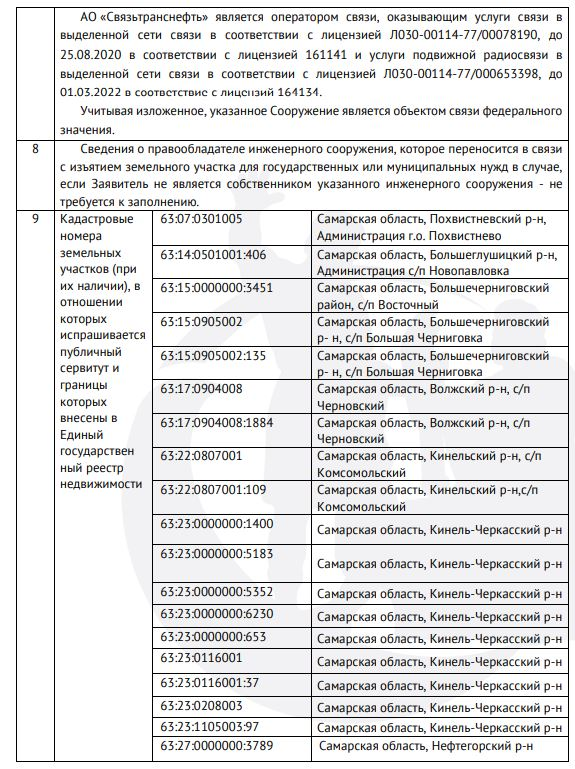 АО «Связьтранснефть» является оператором связи, оказывающим услуги связи в
выделенной сети связи в соответствии с лицензией Л030-00114-77/00078190, до
25.08.2020 в соответствии с лицензией 161141 и услуги подвижной радиосвязи в
выделенной сети связи в соответствии с лицензией Л030-00114-77/000653398, до
01.03.2022 в соответствие с лицензий 164134.
Учитывая изложенное, указанное Сооружение является объектом связи федерального
значения.
8 Сведения о правообладателе инженерного сооружения, которое переносится в связи
с изъятием земельного участка для государственных или муниципальных нужд в случае,
если Заявитель не является собственником указанного инженерного сооружения - не
требуется к заполнению.
9 Кадастровые
номера
земельных
участков (при
их наличии), в
отношении
которых
испрашивается
публичный
сервитут и
границы
которых
внесены в
Единый
государствен
ный реестр
недвижимости
63:07:0301005 Самарская область, Похвистневский р-н,
Администрация г.о. Похвистнево
63:14:0501001:406 Самарская область, Большеглушицкий р-н,
Администрация с/п Новопавловка
63:15:0000000:3451 Самарская область, Большечерниговский
район, с/п Восточный
63:15:0905002 Самарская область, Большечерниговский
р- н, с/п Большая Черниговка
63:15:0905002:135 Самарская область, Большечерниговский
р- н, с/п Большая Черниговка
63:17:0904008 Самарская область, Волжский р-н, с/п
Черновский
63:17:0904008:1884 Самарская область, Волжский р-н, с/п
Черновский
63:22:0807001 Самарская область, Кинельский р-н, с/п
Комсомольский
63:22:0807001:109 Самарская область, Кинельский р-н,с/п
Комсомольский
63:23:0000000:1400 Самарская область, Кинель-Черкасский р-н
63:23:0000000:5183 Самарская область, Кинель-Черкасский р-н
63:23:0000000:5352 Самарская область, Кинель-Черкасский р-н
63:23:0000000:6230 Самарская область, Кинель-Черкасский р-н
63:23:0000000:653 Самарская область, Кинель-Черкасский р-н
63:23:0116001 Самарская область, Кинель-Черкасский р-н
63:23:0116001:37 Самарская область, Кинель-Черкасский р-н
63:23:0208003 Самарская область, Кинель-Черкасский р-н
63:23:1105003:97 Самарская область, Кинель-Черкасский р-н
63:27:0000000:3789 Самарская область, Нефтегорский р-н